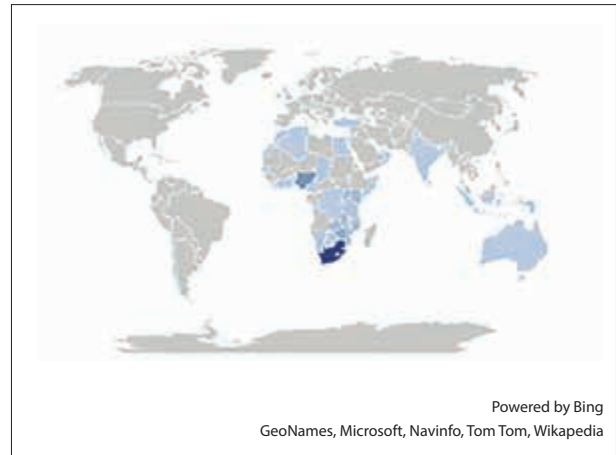 Powered by Bing
GeoNames, Microsoft, Navinfo, Tom Tom, Wikapedia